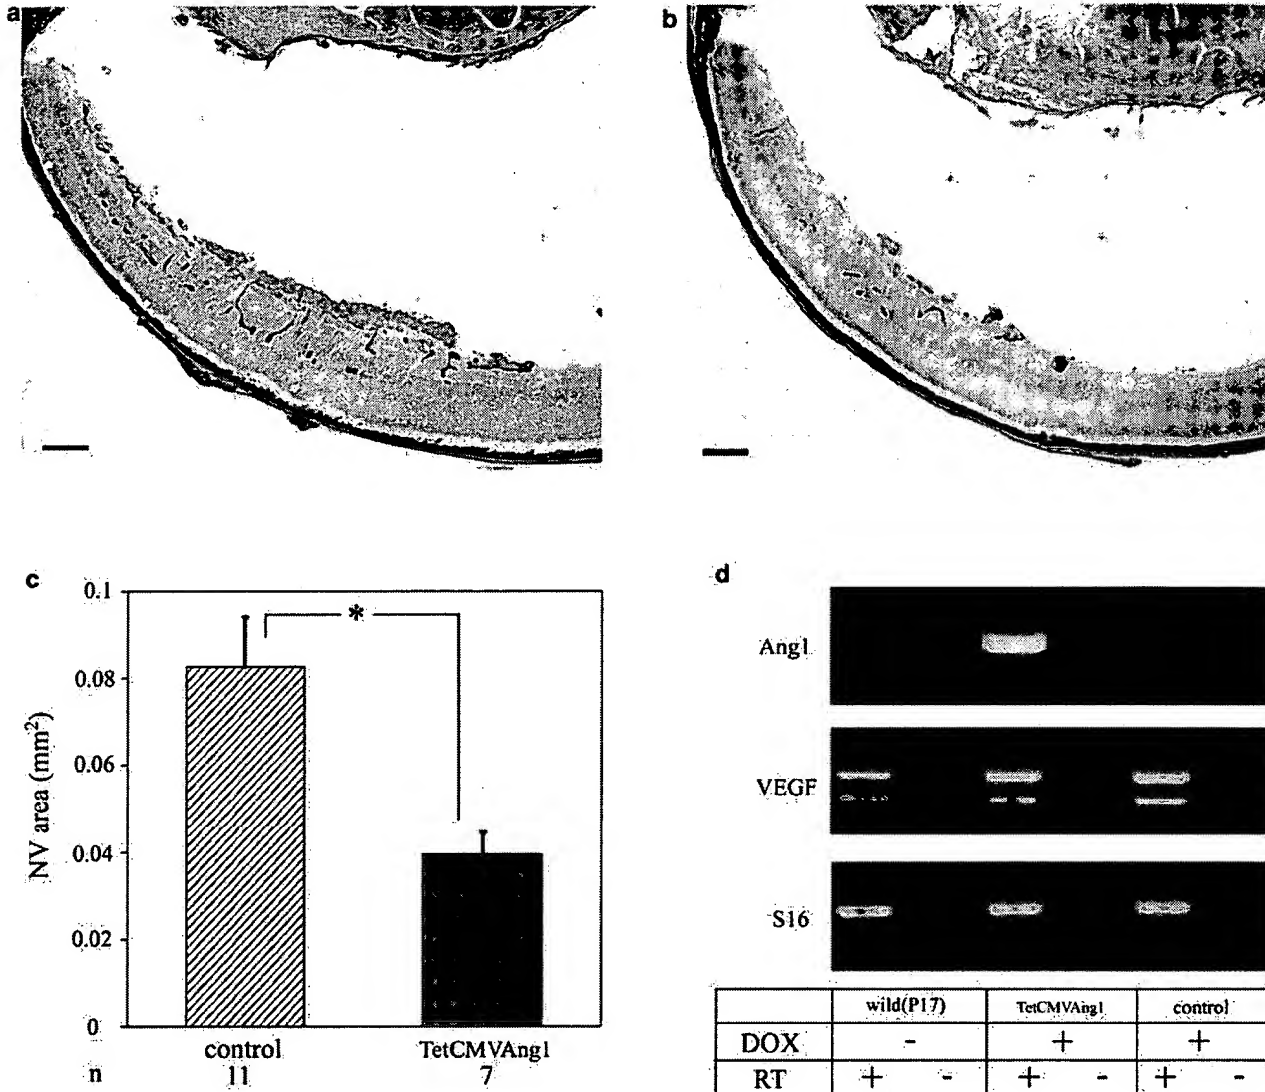 a
b
c
0.1
0.08
0.06
0.04
0.02
0
NV area (mm²)
*
control
TetCMVAng1
n
11
7
d
Ang1
VEGF
S16
wild(P17) TetCMVAng1 control
DOX - + +
RT + - + - + -